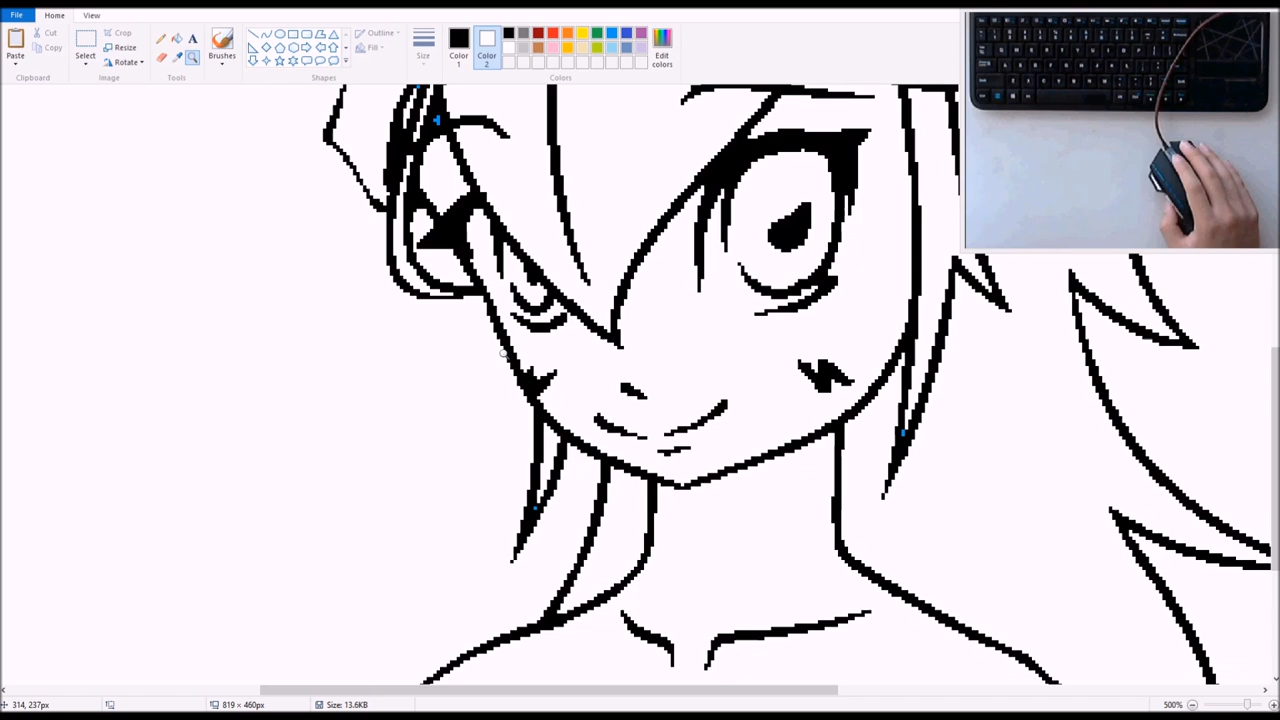 File Home View
Paste
Cut
Copy
Select
Crop
Resize
Rotate
A
Brushes
Outline
Fill
Size
Color 1
Color 2
Edit colors
Clipboard Image Tools Shapes Colors
314, 237px 819 × 460px Size: 13.6KB 500%